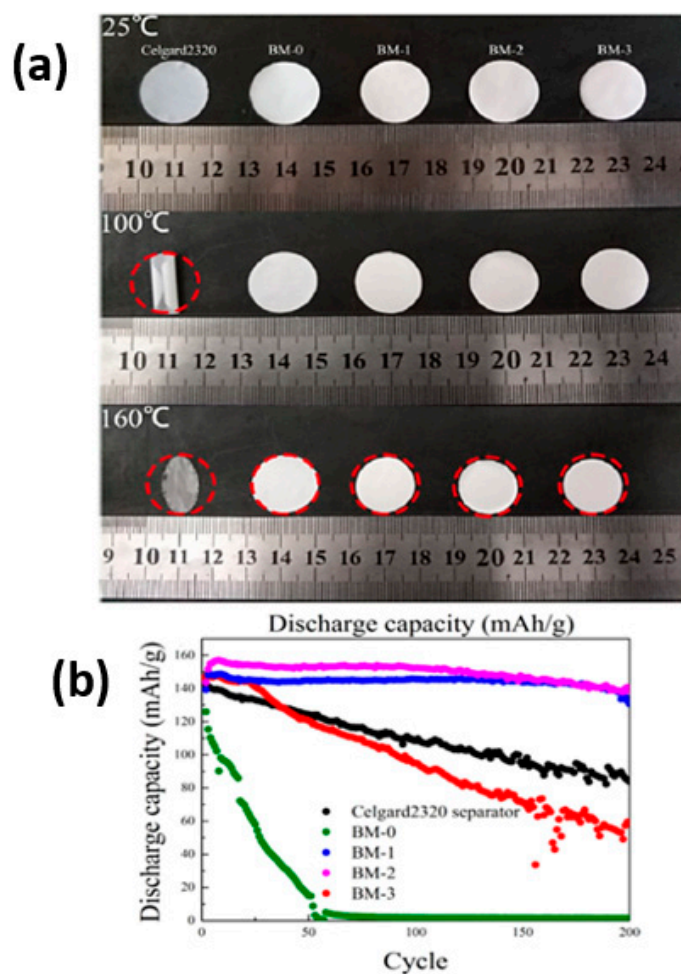 (a)
25℃
Celgard2320 BM-0 BM-1 BM-2 BM-3
10 11 12 13 14 15 16 17 18 19 20 21 22 23 24
100℃
10 11 12 13 14 15 16 17 18 19 20 21 22 23 24
160℃
9 10 11 12 13 14 15 16 17 18 19 20 21 22 23 24 25
(b)
Discharge capacity (mAh/g)
Discharge capacity (mAh/g)
160
140
120
100
80
60
40
20
0
Celgard2320 separator
BM-0
BM-1
BM-2
BM-3
0 50 100 150 200
Cycle